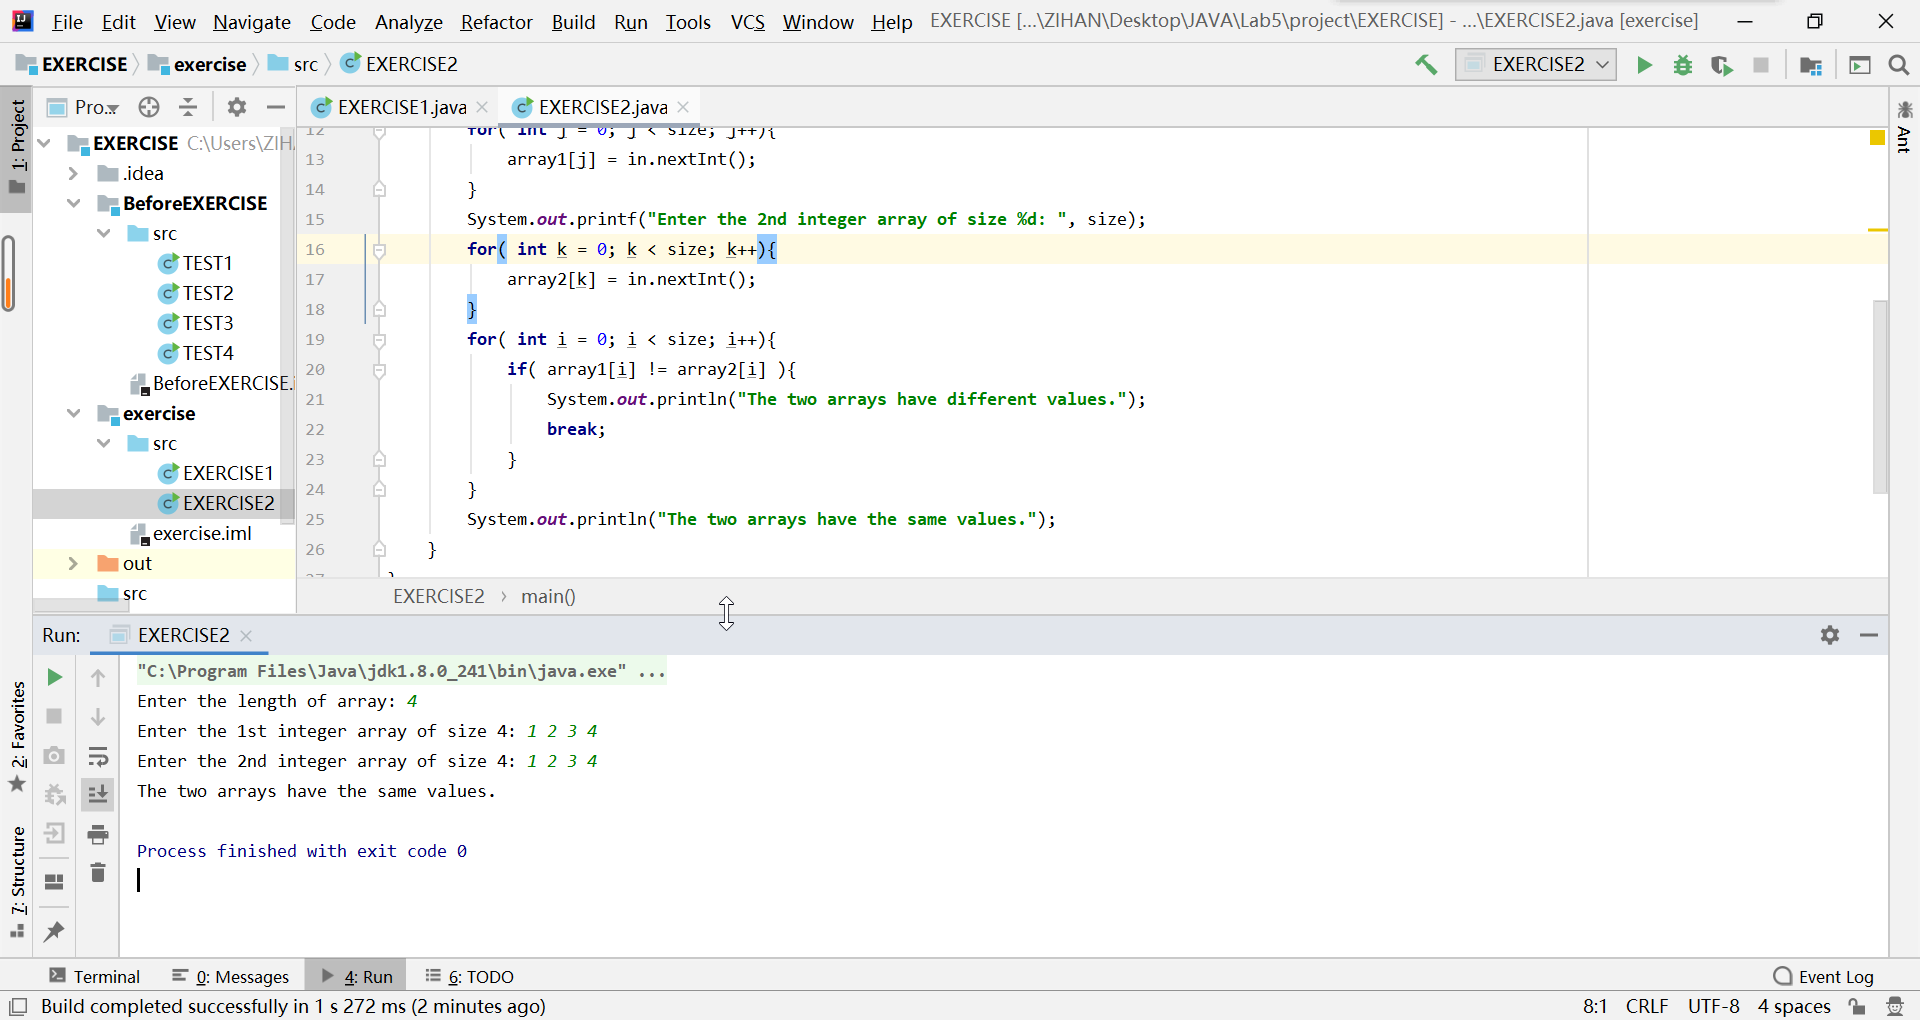 File Edit View Navigate Code Analyze Refactor Build Run Tools VCS Window Help EXERCISE [...\ZIHAN\Desktop\JAVA\Lab5\project\EXERCISE] - ...\EXERCISE2.java [exercise]
EXERCISE exercise src EXERCISE2
EXERCISE2
1: Project
Pro...
EXERCISE1.java EXERCISE2.java
Ant
EXERCISE C:\Users\ZIH
.idea
BeforeEXERCISE
src
TEST1
TEST2
TEST3
TEST4
BeforeEXERCISE.i
exercise
src
EXERCISE1
EXERCISE2
exercise.iml
out
src
12 for( int j = 0; j < size; j++){
13 array1[j] = in.nextInt();
14 }
15 System.out.printf("Enter the 2nd integer array of size %d: ", size);
16 for( int k = 0; k < size; k++){
17 array2[k] = in.nextInt();
18 }
19 for( int i = 0; i < size; i++){
20 if( array1[i] != array2[i] ){
21 System.out.println("The two arrays have different values.");
22 break;
23 }
24 }
25 System.out.println("The two arrays have the same values.");
26 }
27 }
EXERCISE2 › main()
Run: EXERCISE2
"C:\Program Files\Java\jdk1.8.0_241\bin\java.exe" ...
Enter the length of array: 4
Enter the 1st integer array of size 4: 1 2 3 4
Enter the 2nd integer array of size 4: 1 2 3 4
The two arrays have the same values.
Process finished with exit code 0
2: Favorites
7: Structure
Terminal 0: Messages 4: Run 6: TODO Event Log
Build completed successfully in 1 s 272 ms (2 minutes ago) 8:1 CRLF UTF-8 4 spaces